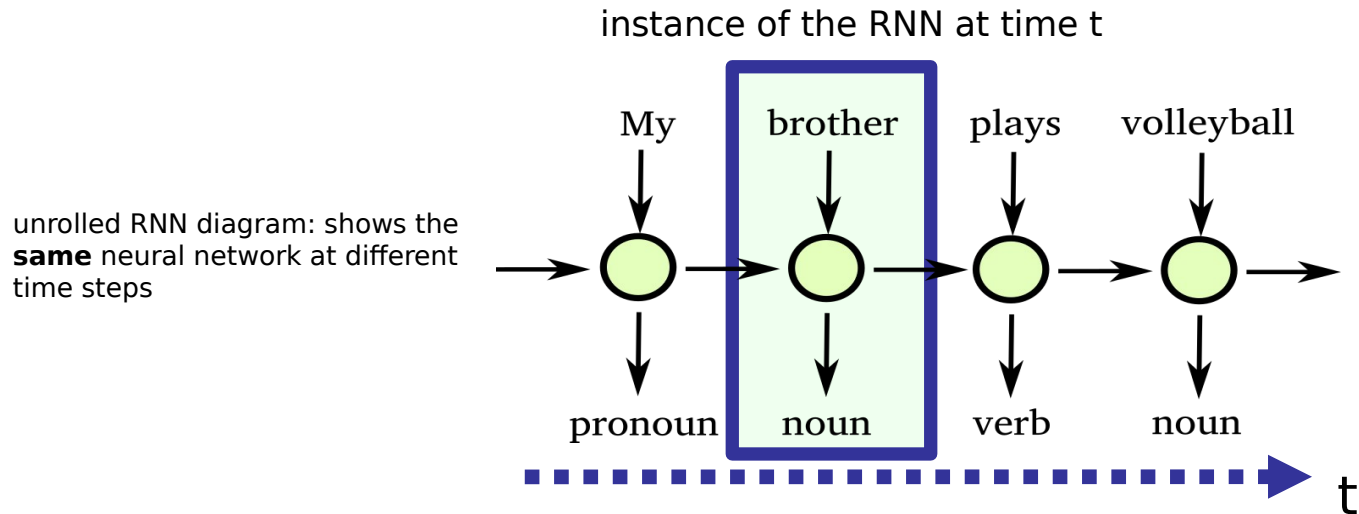 instance of the RNN at time t
My brother plays volleyball
unrolled RNN diagram: shows the
same neural network at different
time steps
pronoun noun verb noun
t